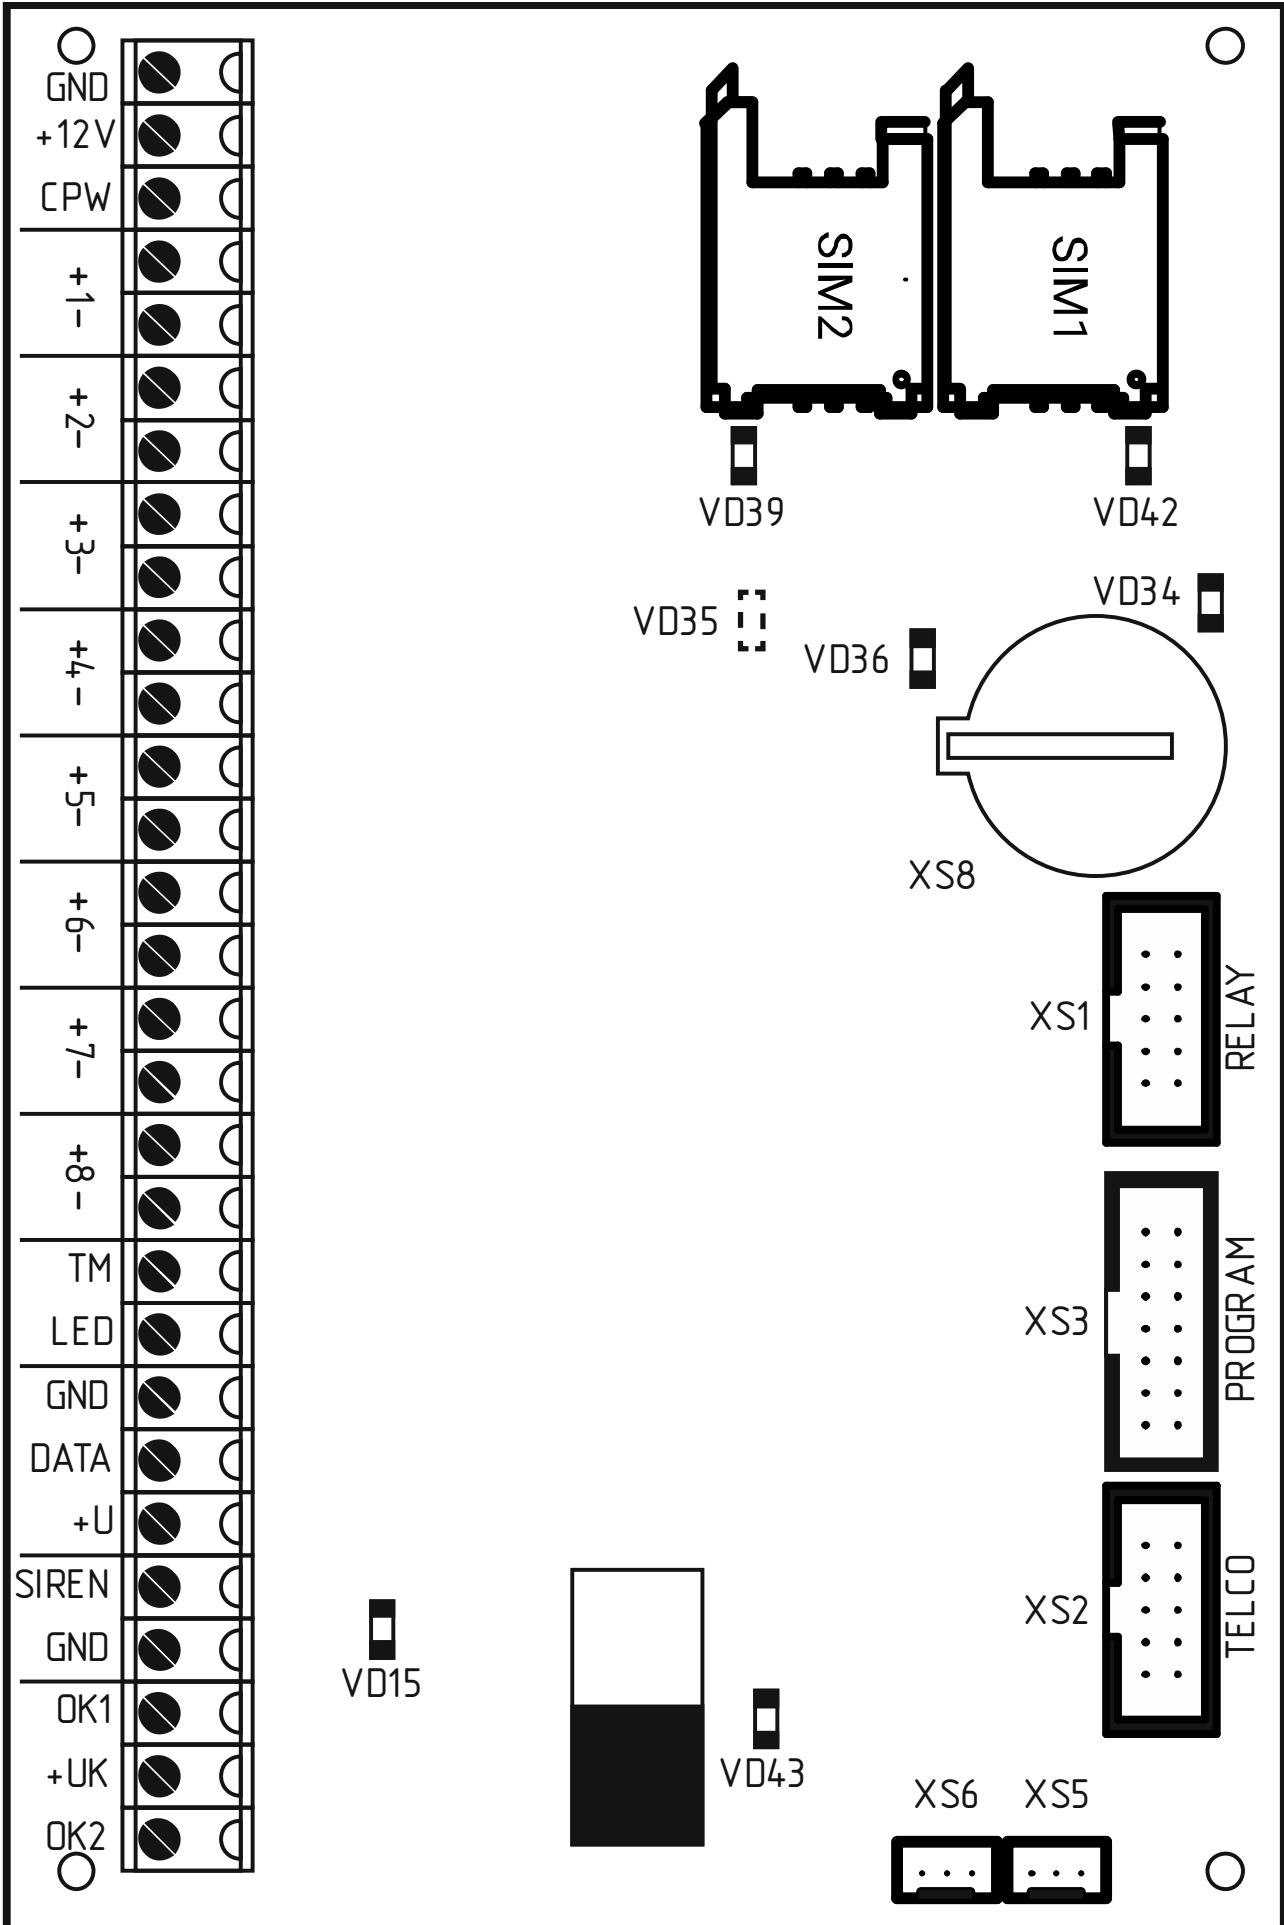 GND
+12V
CPW
+1-
+2-
+3-
+4-
+5-
+6-
+7-
+8-
TM
LED
GND
DATA
+U
SIREN
GND
OK1
+UK
OK2
SIM2
SIM1
VD39
VD42
VD34
VD35
VD36
XS8
XS1
RELAY
XS3
PROGRAM
XS2
TELCO
VD15
VD43
XS6
XS5